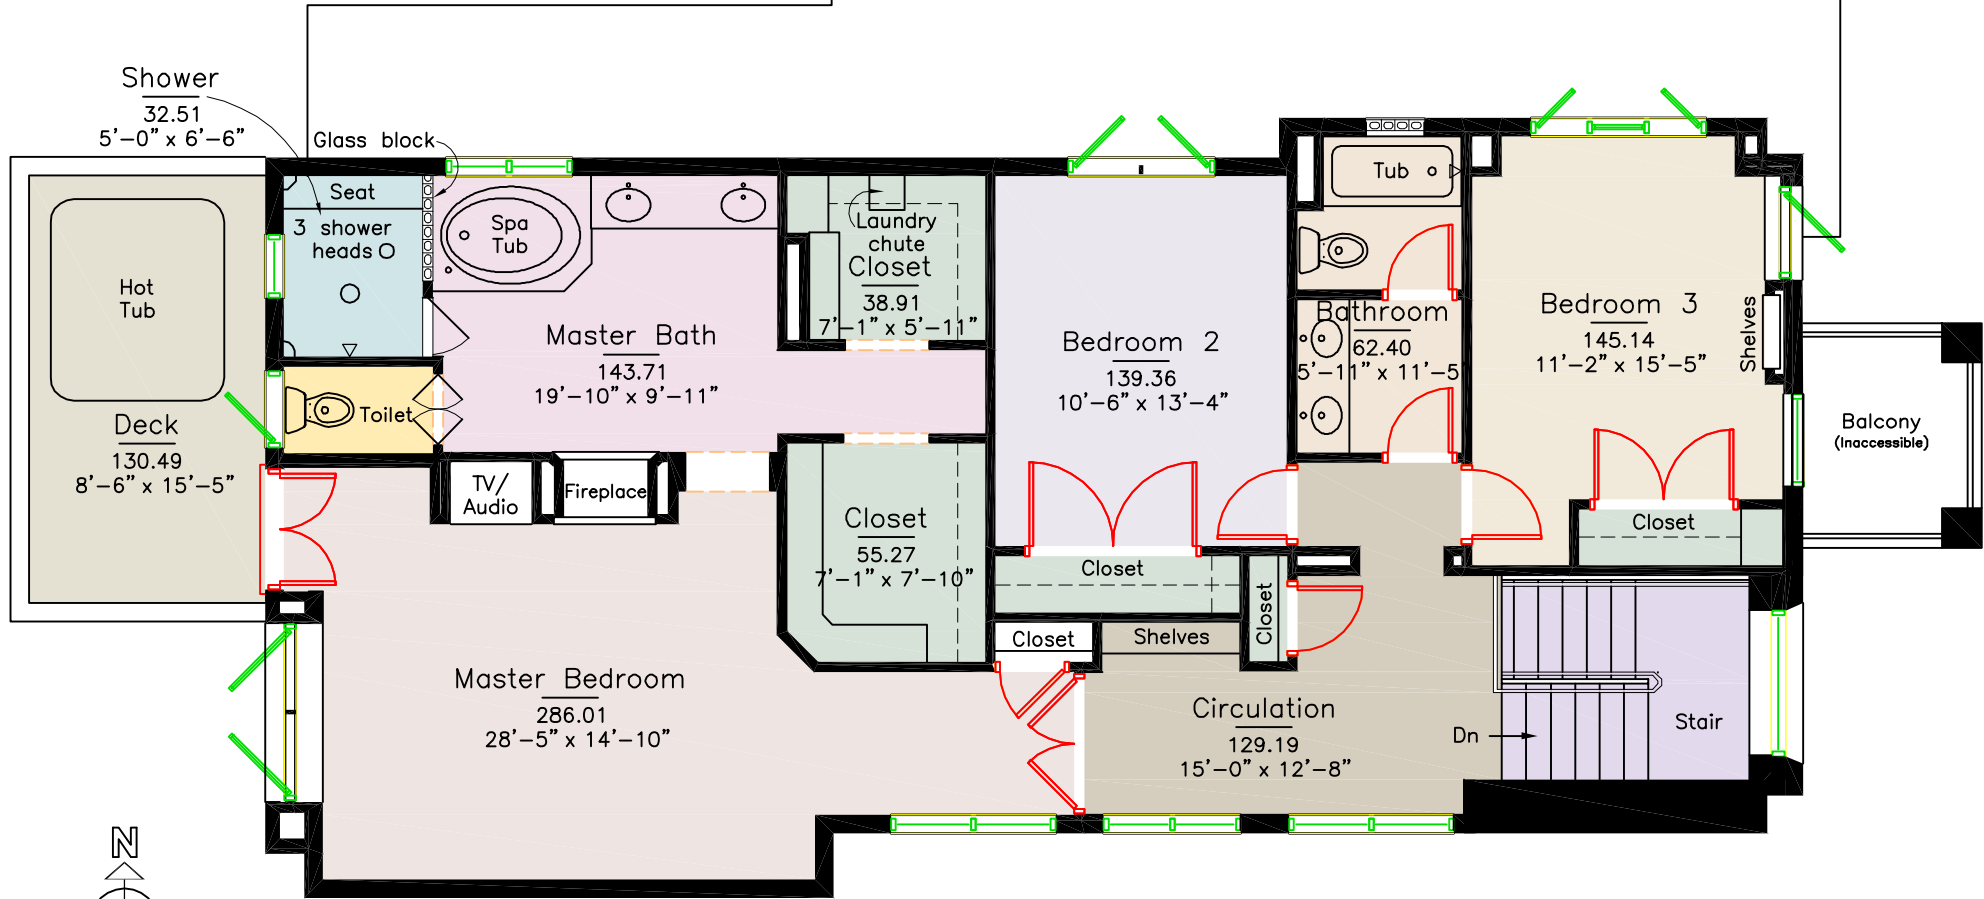 Shower
32.51
5'-0" x 6'-6"
Glass block
Seat
3 shower
heads
Spa
Tub
Hot
Tub
Deck
130.49
8'-6" x 15'-5"
Toilet
Master Bath
143.71
19'-10" x 9'-11"
Laundry
chute
Closet
38.91
7'-1" x 5'-11"
Closet
55.27
7'-1" x 7'-10"
TV/
Audio
Fireplace
Master Bedroom
286.01
28'-5" x 14'-10"
Bedroom 2
139.36
10'-6" x 13'-4"
Closet
Closet
Closet
Shelves
Tub
Bathroom
62.40
5'-11" x 11'-5
Bedroom 3
145.14
11'-2" x 15'-5"
Shelves
Closet
Balcony
(Inaccessible)
Circulation
129.19
15'-0" x 12'-8"
Dn
Stair
N